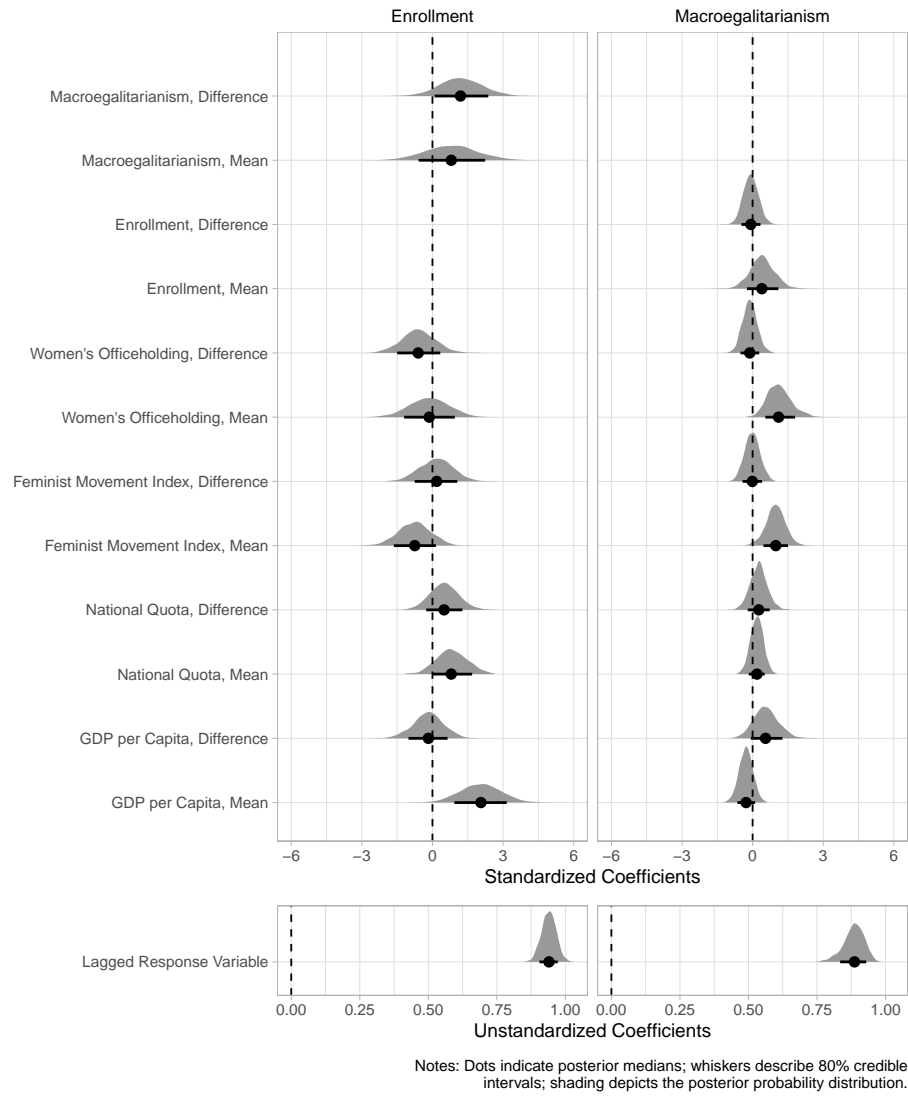 Enrollment
Macroegalitarianism
Macroegalitarianism, Difference
Macroegalitarianism, Mean
Enrollment, Difference
Enrollment, Mean
Women's Officeholding, Difference
Women's Officeholding, Mean
Feminist Movement Index, Difference
Feminist Movement Index, Mean
National Quota, Difference
National Quota, Mean
GDP per Capita, Difference
GDP per Capita, Mean
−6 −3 0 3 6 −6 −3 0 3 6
Standardized Coefficients
Lagged Response Variable
0.00 0.25 0.50 0.75 1.00 0.00 0.25 0.50 0.75 1.00
Unstandardized Coefficients
Notes: Dots indicate posterior medians; whiskers describe 80% credible
intervals; shading depicts the posterior probability distribution.